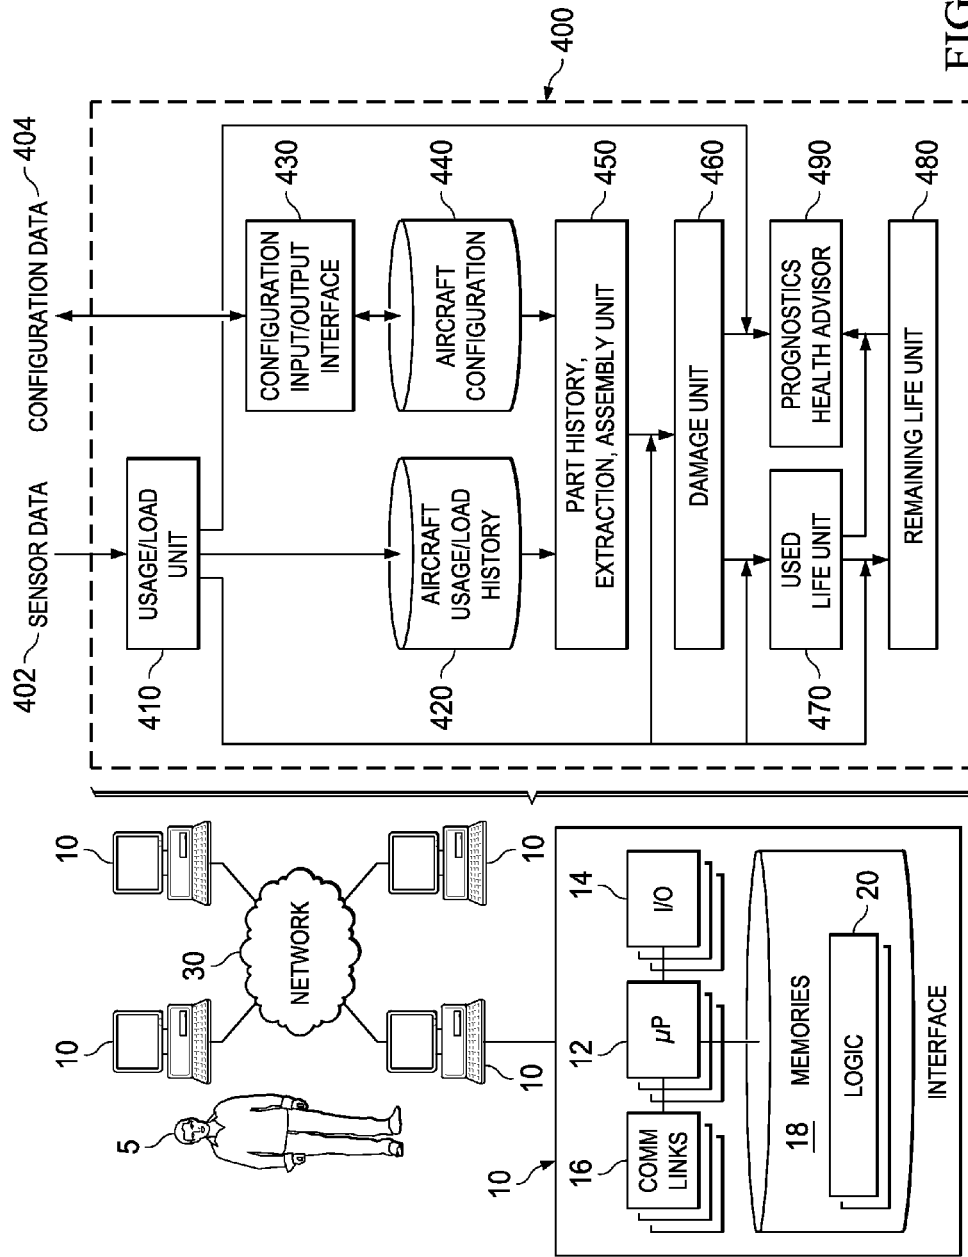 402
SENSOR DATA
CONFIGURATION DATA
404
400
410
USAGE/LOAD
UNIT
430
CONFIGURATION
INPUT/OUTPUT
INTERFACE
420
AIRCRAFT
USAGE/LOAD
HISTORY
440
AIRCRAFT
CONFIGURATION
450
PART HISTORY,
EXTRACTION, ASSEMBLY UNIT
460
DAMAGE UNIT
470
USED
LIFE UNIT
490
PROGNOSTICS
HEALTH ADVISOR
480
REMAINING LIFE UNIT
FIG
5
10
10
30
NETWORK
10
10
10
16
COMM
LINKS
12
µP
14
I/O
MEMORIES
18
20
LOGIC
INTERFACE